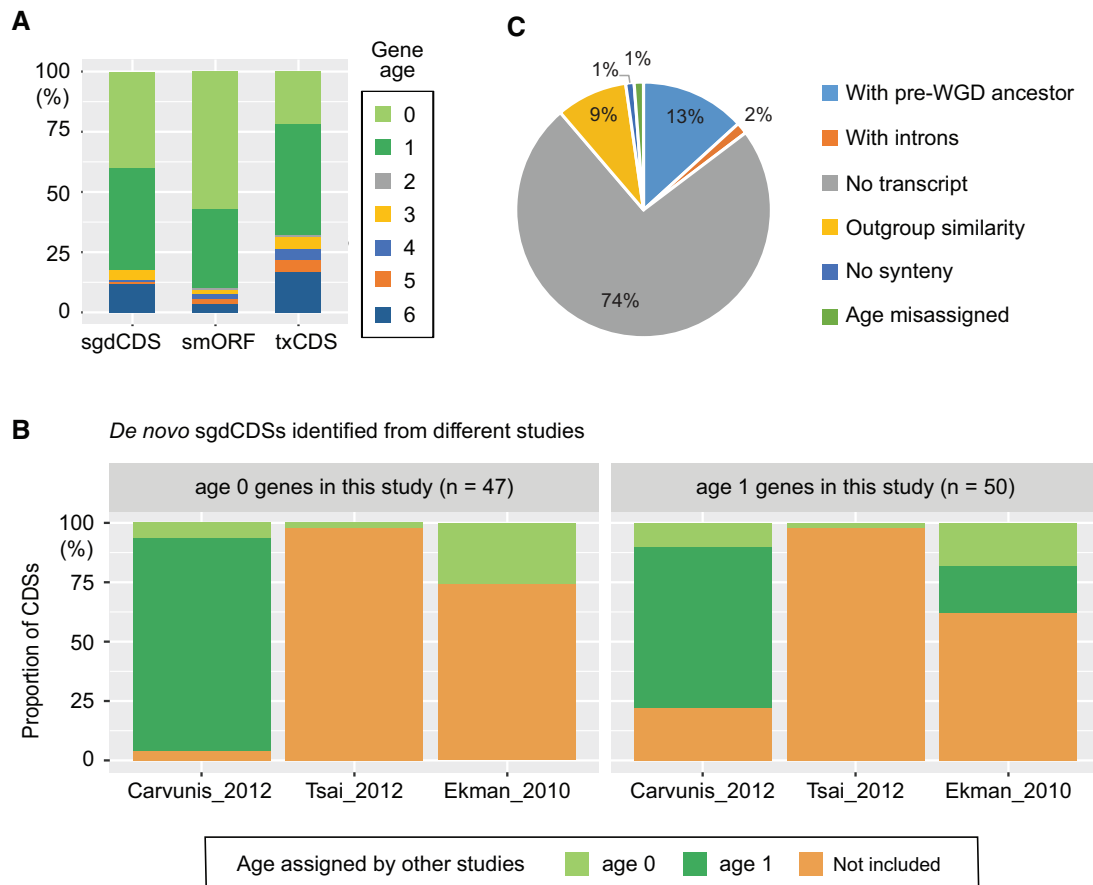 A
Gene
age
100
(%)
75
50
25
0
sgdCDS
smORF
txCDS
0
1
2
3
4
5
6
C
1%
1%
9%
13%
2%
74%
With pre-WGD ancestor
With introns
No transcript
Outgroup similarity
No synteny
Age misassigned
B
De novo sgdCDSs identified from different studies
age 0 genes in this study (n = 47)
age 1 genes in this study (n = 50)
Proportion of CDSs
100
(%)
75
50
25
0
Carvunis_2012
Tsai_2012
Ekman_2010
Carvunis_2012
Tsai_2012
Ekman_2010
Age assigned by other studies
age 0
age 1
Not included